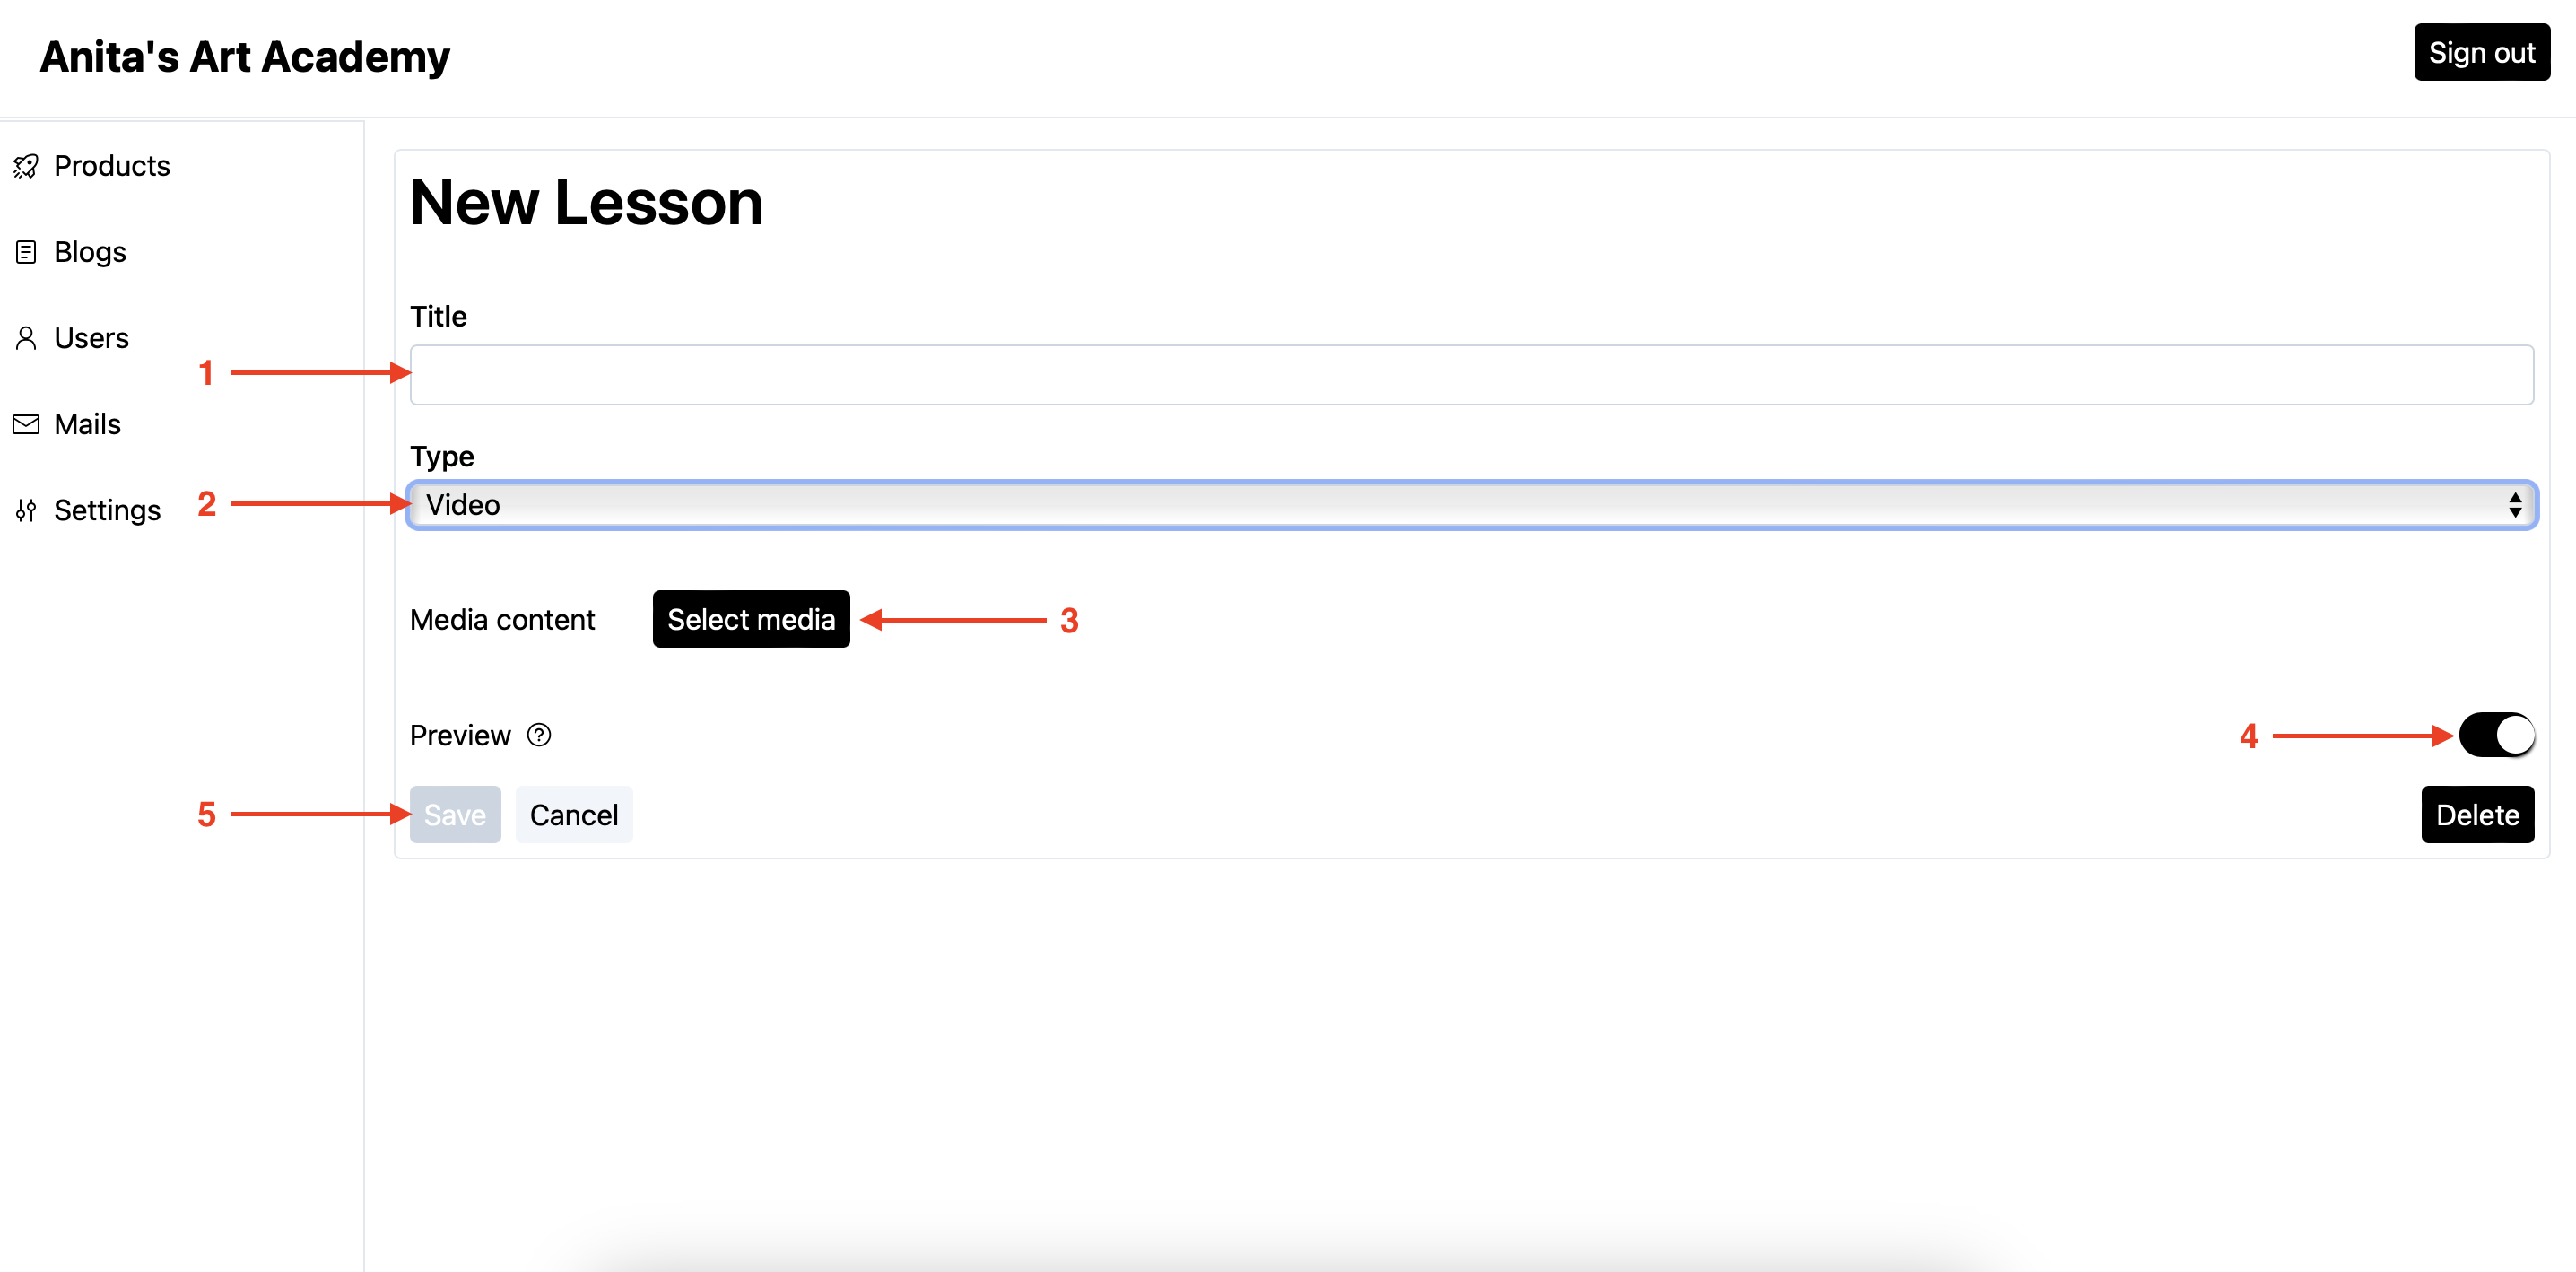 Anita's Art Academy
Sign out
Products
Blogs
Users
Mails
Settings
New Lesson
Title
1
Type
2 Video
Media content Select media 3
Preview ? 4
5 Save Cancel Delete